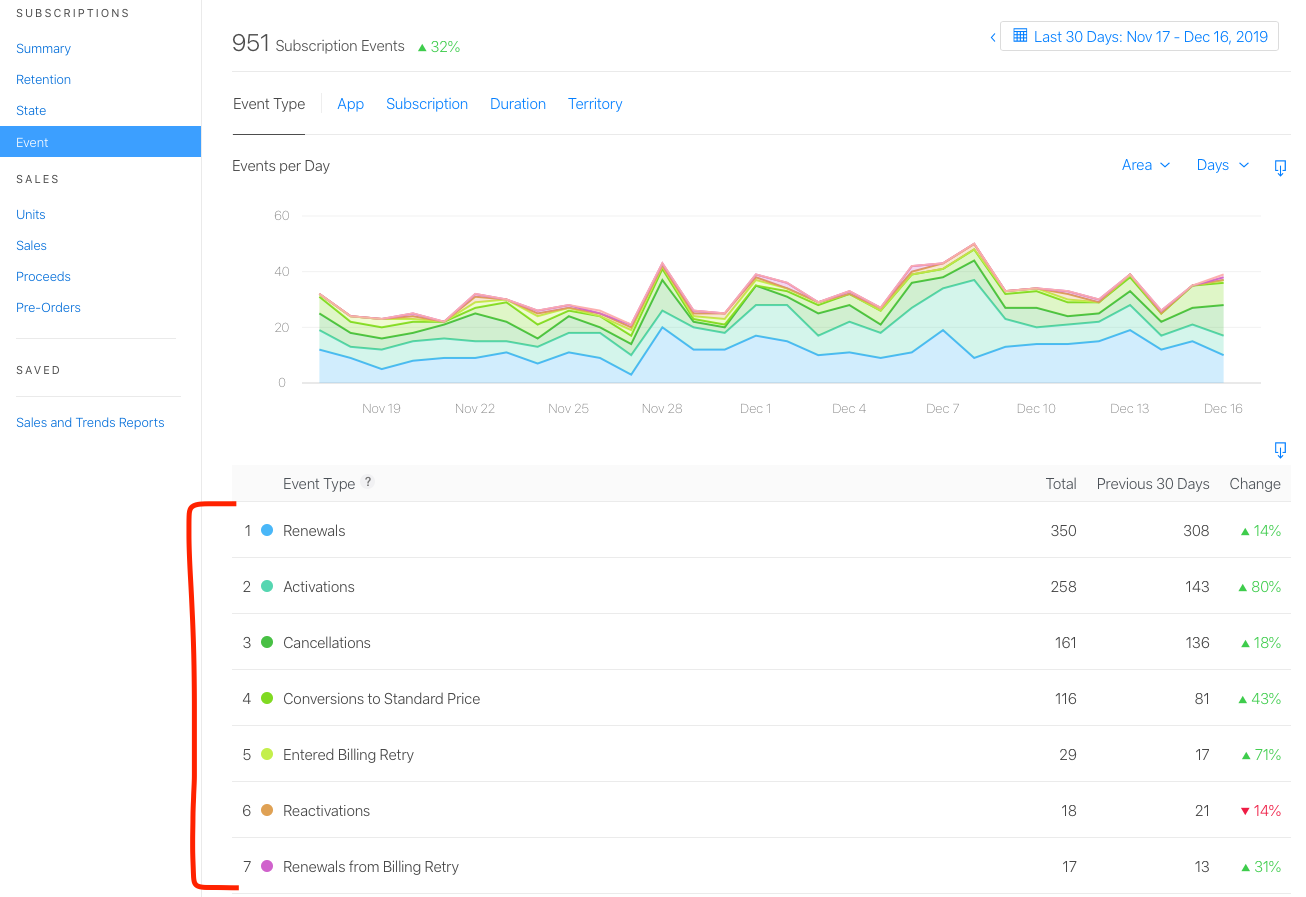 SUBSCRIPTIONS
Summary
Retention
State
Event
SALES
Units
Sales
Proceeds
Pre-Orders
SAVED
Sales and Trends Reports
951 Subscription Events ▲ 32%
Last 30 Days: Nov 17 - Dec 16, 2019
Event Type App Subscription Duration Territory
Events per Day Area Days
60
40
20
0
Nov 19 Nov 22 Nov 25 Nov 28 Dec 1 Dec 4 Dec 7 Dec 10 Dec 13 Dec 16
Event Type ? Total Previous 30 Days Change
1 Renewals 350 308 ▲ 14%
2 Activations 258 143 ▲ 80%
3 Cancellations 161 136 ▲ 18%
4 Conversions to Standard Price 116 81 ▲ 43%
5 Entered Billing Retry 29 17 ▲ 71%
6 Reactivations 18 21 ▼ 14%
7 Renewals from Billing Retry 17 13 ▲ 31%